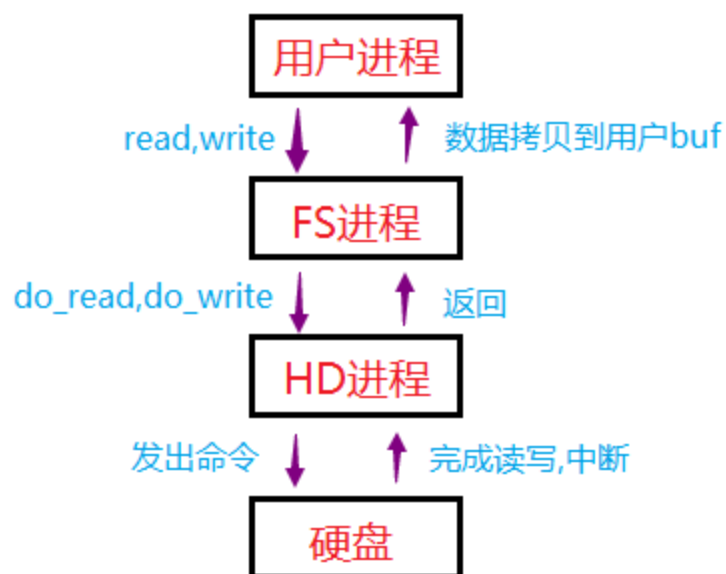 用户进程
read,write
数据拷贝到用户buf
FS进程
do_read,do_write
返回
HD进程
发出命令
完成读写,中断
硬盘